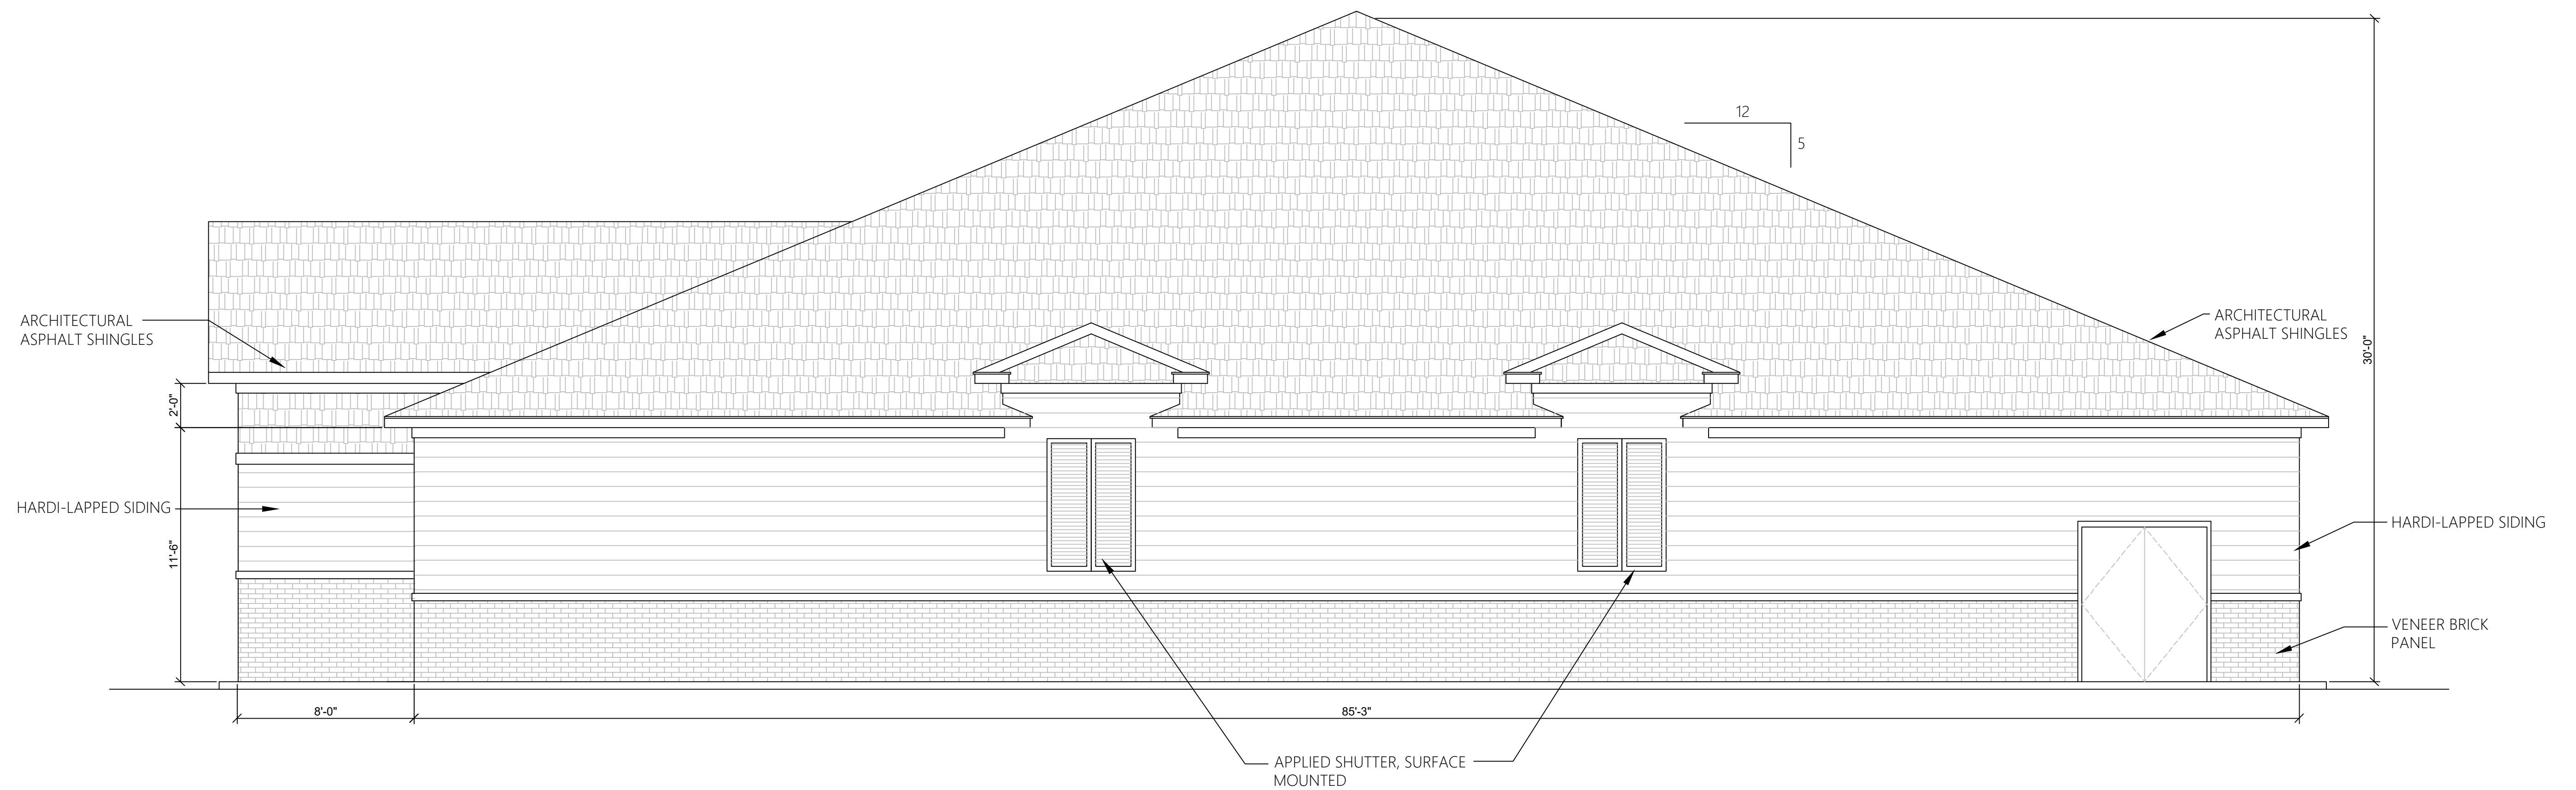 12
5
ARCHITECTURAL
ASPHALT SHINGLES
ARCHITECTURAL
ASPHALT SHINGLES
30'-0"
2'-0"
HARDI-LAPPED SIDING
11'-6"
HARDI-LAPPED SIDING
VENEER BRICK
PANEL
8'-0"
85'-3"
APPLIED SHUTTER, SURFACE
MOUNTED